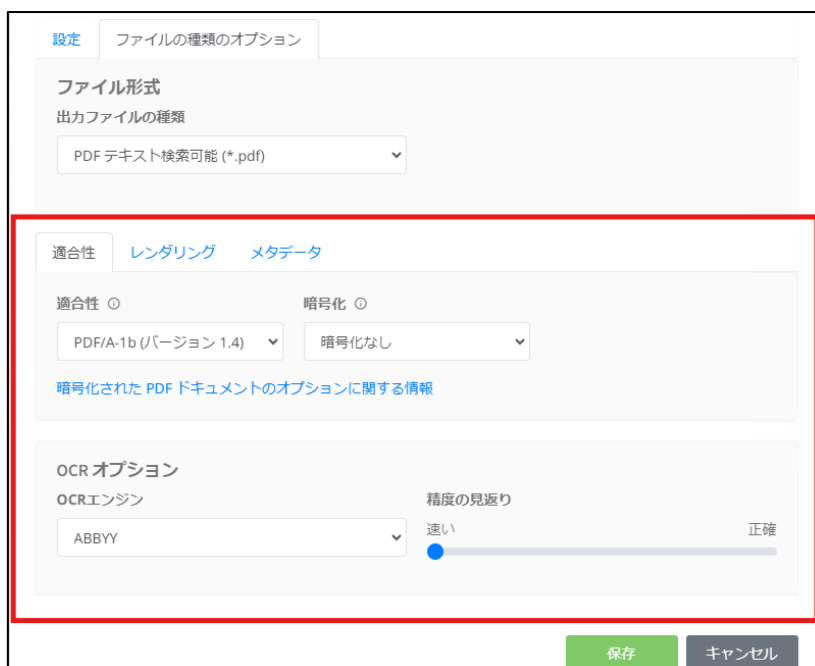 設定 ファイルの種類のオプション
ファイル形式
出力ファイルの種類
PDF テキスト検索可能 (*.pdf)
適合性 レンダリング メタデータ
適合性 暗号化
PDF/A-1b (バージョン 1.4) 暗号化なし
暗号化された PDF ドキュメントのオプションに関する情報
OCR オプション
OCRエンジン 精度の見返り
ABBYY 速い 正確
保存 キャンセル